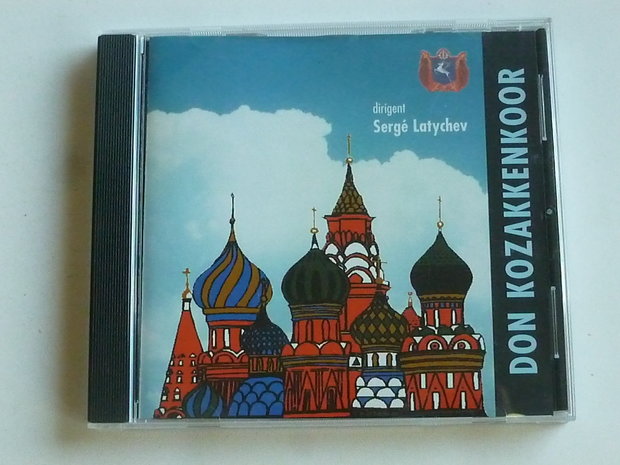 dirigent
Sergé Latychev
DON KOZAKKENKOOR